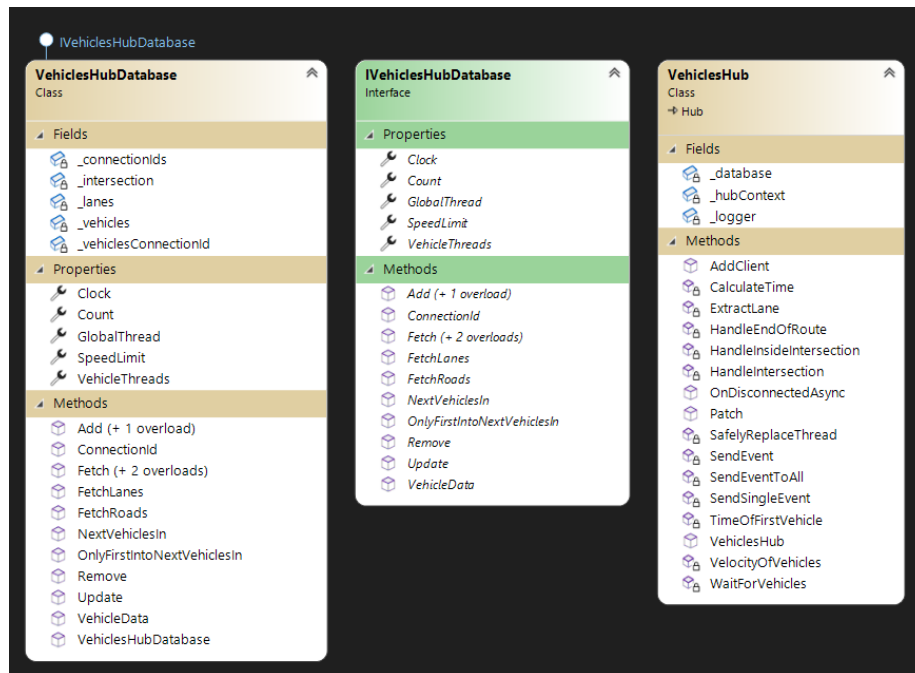 IVehiclesHubDatabase
VehiclesHubDatabase
Class
Fields
_connectionIds
_intersection
_lanes
_vehicles
_vehiclesConnectionId
Properties
Clock
Count
GlobalThread
SpeedLimit
VehicleThreads
Methods
Add (+ 1 overload)
ConnectionId
Fetch (+ 2 overloads)
FetchLanes
FetchRoads
NextVehiclesIn
OnlyFirstIntoNextVehiclesIn
Remove
Update
VehicleData
VehiclesHubDatabase
IVehiclesHubDatabase
Interface
Properties
Clock
Count
GlobalThread
SpeedLimit
VehicleThreads
Methods
Add (+ 1 overload)
ConnectionId
Fetch (+ 2 overloads)
FetchLanes
FetchRoads
NextVehiclesIn
OnlyFirstIntoNextVehiclesIn
Remove
Update
VehicleData
VehiclesHub
Class
Hub
Fields
_database
_hubContext
_logger
Methods
AddClient
CalculateTime
ExtractLane
HandleEndOfRoute
HandleInsideIntersection
HandleIntersection
OnDisconnectedAsync
Patch
SafelyReplaceThread
SendEvent
SendEventToAll
SendSingleEvent
TimeOfFirstVehicle
VehiclesHub
VelocityOfVehicles
WaitForVehicles